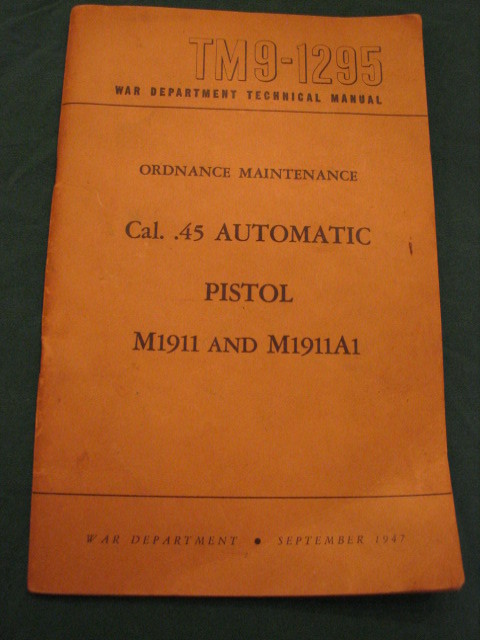 TM9-1295
WAR DEPARTMENT TECHNICAL MANUAL
ORDNANCE MAINTENANCE
Cal. .45 AUTOMATIC
PISTOL
M1911 AND M1911A1
WAR DEPARTMENT • SEPTEMBER 1947